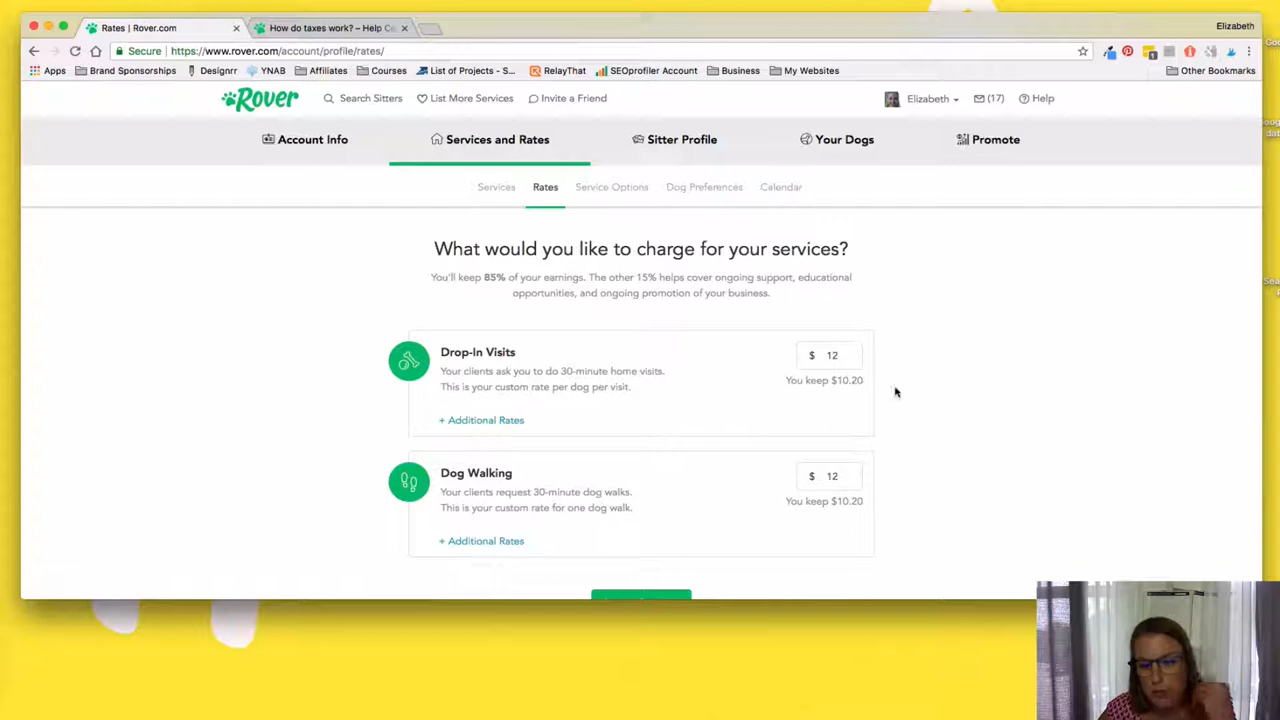 Rates | Rover.com
How do taxes work? – Help Ce
Elizabeth
Secure
https://www.rover.com/account/profile/rates/
Apps
Brand Sponsorships
Designrr
YNAB
Affiliates
Courses
List of Projects - S...
RelayThat
SEOprofiler Account
Business
My Websites
Other Bookmarks
Rover
Search Sitters
List More Services
Invite a Friend
Elizabeth
(17)
Help
Account Info
Services and Rates
Sitter Profile
Your Dogs
Promote
Services
Rates
Service Options
Dog Preferences
Calendar
What would you like to charge for your services?
You'll keep 85% of your earnings. The other 15% helps cover ongoing support, educational
opportunities, and ongoing promotion of your business.
Drop-In Visits
$ 12
Your clients ask you to do 30-minute home visits.
You keep $10.20
This is your custom rate per dog per visit.
+ Additional Rates
Dog Walking
$ 12
Your clients request 30-minute dog walks.
You keep $10.20
This is your custom rate for one dog walk.
+ Additional Rates